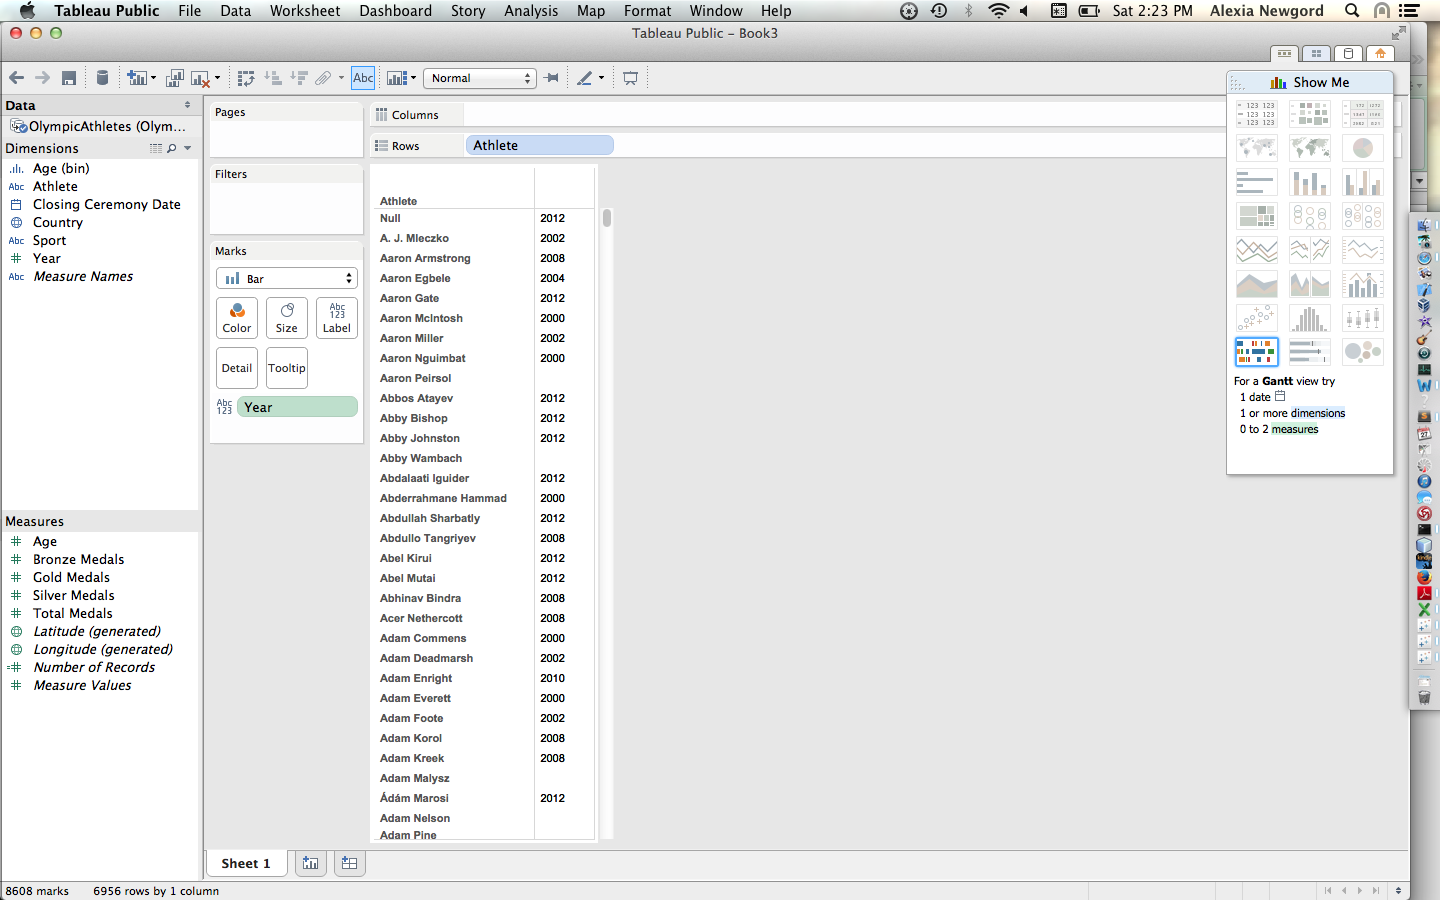 Tableau Public File Data Worksheet Dashboard Story Analysis Map Format Window Help Sat 2:23 PM Alexia Newgord
Tableau Public - Book3
Abc Normal
Show Me
Data
OlympicAthletes (Olym...
Dimensions
Age (bin)
Abc Athlete
Closing Ceremony Date
Country
Abc Sport
# Year
Abc Measure Names
Measures
# Age
# Bronze Medals
# Gold Medals
# Silver Medals
# Total Medals
Latitude (generated)
Longitude (generated)
=# Number of Records
# Measure Values
Pages
Filters
Marks
Bar
Color Size Abc 123 Label
Detail Tooltip
Abc 123 Year
Columns
Rows Athlete
Athlete
Null 2012
A. J. Mleczko 2002
Aaron Armstrong 2008
Aaron Egbele 2004
Aaron Gate 2012
Aaron McIntosh 2000
Aaron Miller 2002
Aaron Nguimbat 2000
Aaron Peirsol
Abbos Atayev 2012
Abby Bishop 2012
Abby Johnston 2012
Abby Wambach
Abdalaati Iguider 2012
Abderrahmane Hammad 2000
Abdullah Sharbatly 2012
Abdullo Tangriyev 2008
Abel Kirui 2012
Abel Mutai 2012
Abhinav Bindra 2008
Acer Nethercott 2008
Adam Commens 2000
Adam Deadmarsh 2002
Adam Enright 2010
Adam Everett 2000
Adam Foote 2002
Adam Korol 2008
Adam Kreek 2008
Adam Malysz
Ádám Marosi 2012
Adam Nelson
Adam Pine
For a Gantt view try
1 date
1 or more dimensions
0 to 2 measures
Sheet 1
8608 marks 6956 rows by 1 column